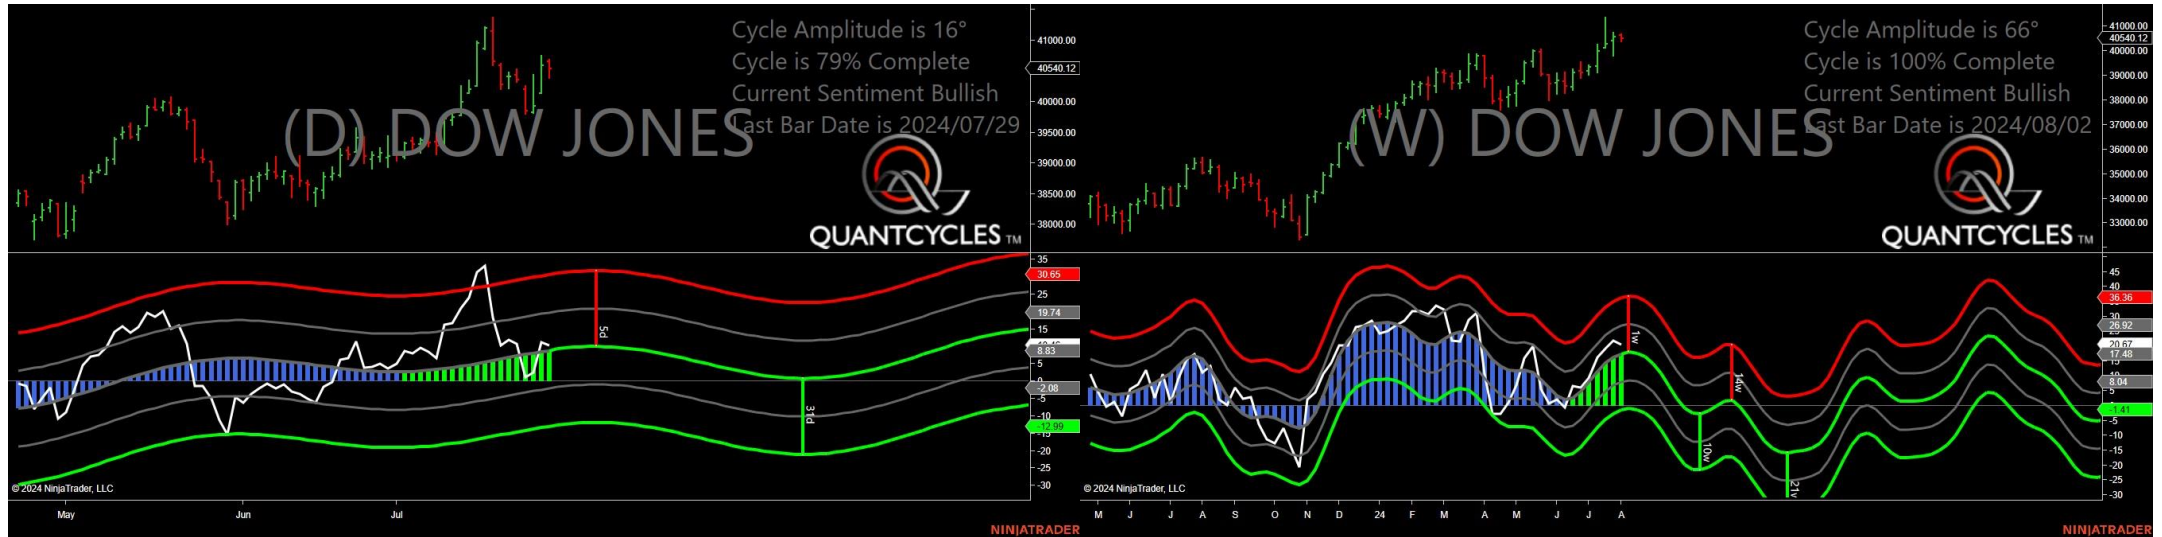 Cycle Amplitude is 16°
Cycle is 79% Complete
Current Sentiment Bullish
Last Bar Date is 2024/07/29
(D) DOW JONES
QUANTCYCLES TM
41000.00
40540.12
40000.00
39500.00
39000.00
38500.00
38000.00
35
30.65
25
19.74
15
8.83
5
-2.08
-5
-10
-12.99
-15
-20
-25
-30
5d
31d
© 2024 NinjaTrader, LLC
May Jun Jul
NINJATRADER
Cycle Amplitude is 66°
Cycle is 100% Complete
Current Sentiment Bullish
Last Bar Date is 2024/08/02
(W) DOW JONES
QUANTCYCLES TM
41000.00
40540.12
40000.00
39000.00
38000.00
37000.00
36000.00
35000.00
34000.00
33000.00
45
40
36.36
30
26.92
20.67
17.48
8.04
5
-1.41
-5
-10
-15
-20
-25
-30
1w
14w
10w
© 2024 NinjaTrader, LLC
M J J A S O N D 24 F M A M J J A
NINJATRADER